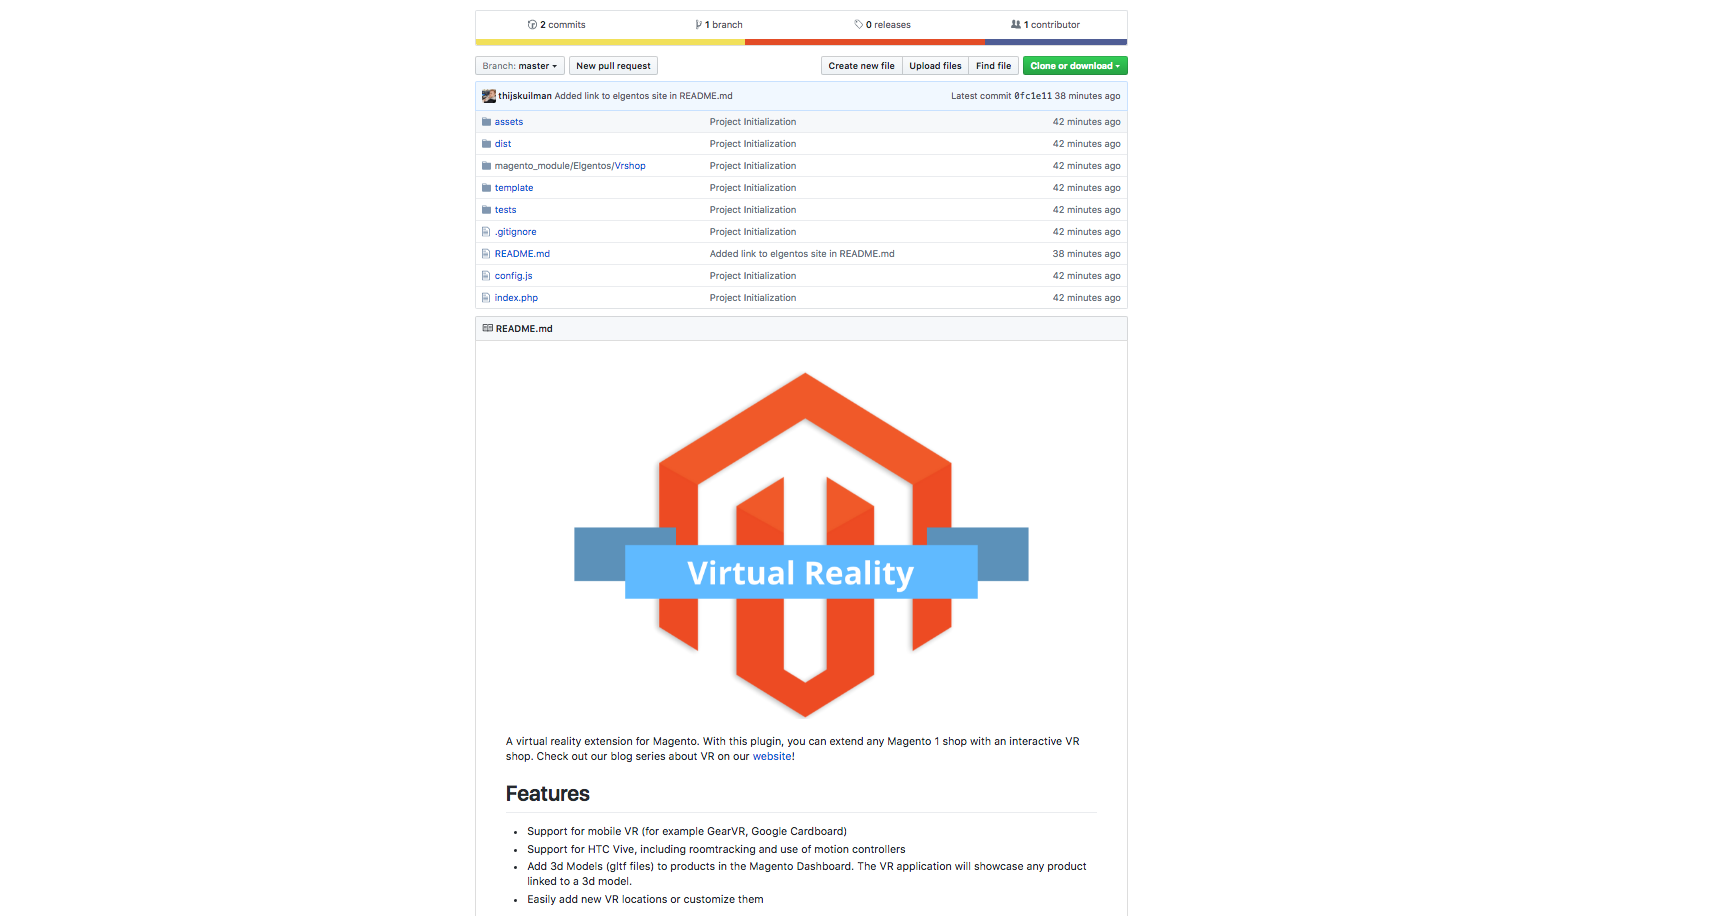 2 commits 1 branch 0 releases 1 contributor
Branch: master New pull request Create new file Upload files Find file Clone or download
thijskuilman Added link to elgentos site in README.md Latest commit 0fc1e11 38 minutes ago
assets Project Initialization 42 minutes ago
dist Project Initialization 42 minutes ago
magento_module/Elgentos/Vrshop Project Initialization 42 minutes ago
template Project Initialization 42 minutes ago
tests Project Initialization 42 minutes ago
.gitignore Project Initialization 42 minutes ago
README.md Added link to elgentos site in README.md 38 minutes ago
config.js Project Initialization 42 minutes ago
index.php Project Initialization 42 minutes ago
README.md
Virtual Reality
A virtual reality extension for Magento. With this plugin, you can extend any Magento 1 shop with an interactive VR
shop. Check out our blog series about VR on our website!
Features
• Support for mobile VR (for example GearVR, Google Cardboard)
• Support for HTC Vive, including roomtracking and use of motion controllers
• Add 3d Models (gltf files) to products in the Magento Dashboard. The VR application will showcase any product
linked to a 3d model.
• Easily add new VR locations or customize them